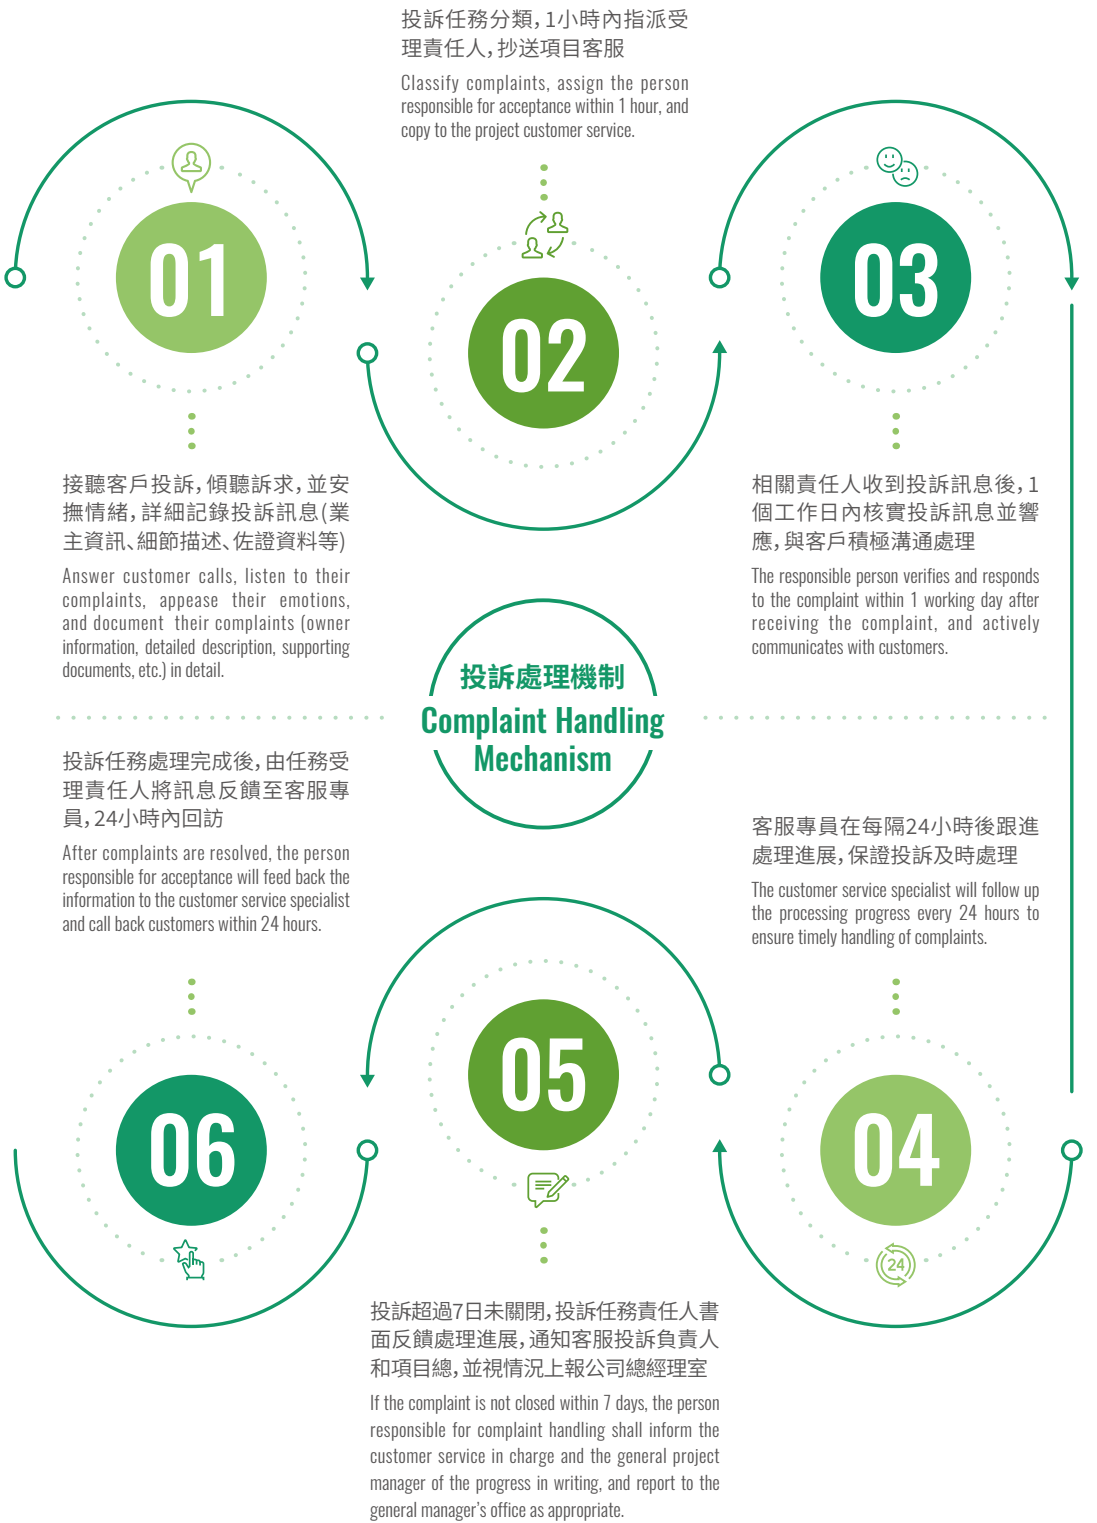 01
接聽客戶投訴，傾聽訴求，並安
撫情緒，詳細記錄投訴訊息(業
主資訊、細節描述、佐證資料等)
Answer customer calls, listen to their
complaints, appease their emotions,
and document their complaints (owner
information, detailed description, supporting
documents, etc.) in detail.
投訴任務分類，1小時內指派受
理責任人，抄送項目客服
Classify complaints, assign the person
responsible for acceptance within 1 hour, and
copy to the project customer service.
02
03
相關責任人收到投訴訊息後，1
個工作日內核實投訴訊息並響
應，與客戶積極溝通處理
The responsible person verifies and responds
to the complaint within 1 working day after
receiving the complaint, and actively
communicates with customers.
投訴處理機制
Complaint Handling
Mechanism
客服專員在每隔24小時後跟進
處理進展，保證投訴及時處理
The customer service specialist will follow up
the processing progress every 24 hours to
ensure timely handling of complaints.
04
24
05
投訴超過7日未關閉，投訴任務責任人書
面反饋處理進展，通知客服投訴負責人
和項目總，並視情況上報公司總經理室
If the complaint is not closed within 7 days, the person
responsible for complaint handling shall inform the
customer service in charge and the general project
manager of the progress in writing, and report to the
general manager's office as appropriate.
投訴任務處理完成後，由任務受
理責任人將訊息反饋至客服專
員，24小時內回訪
After complaints are resolved, the person
responsible for acceptance will feed back the
information to the customer service specialist
and call back customers within 24 hours.
06